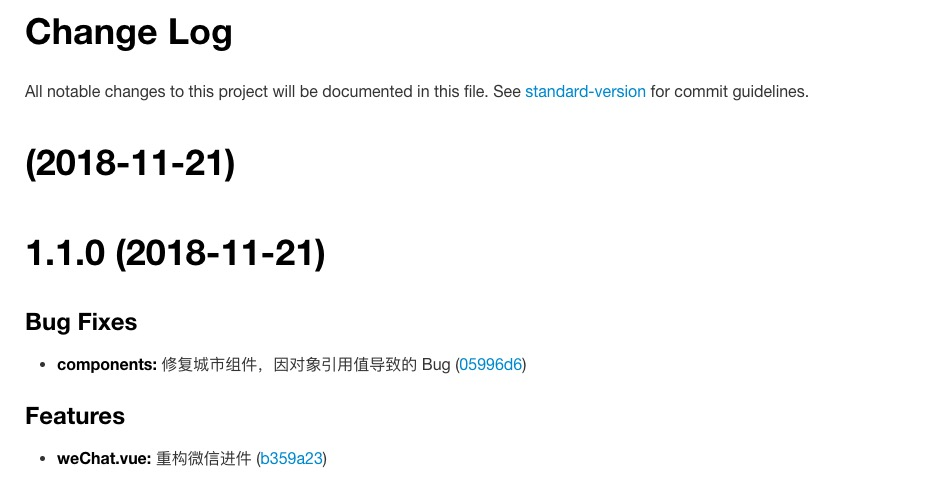 Change Log
All notable changes to this project will be documented in this file. See standard-version for commit guidelines.
(2018-11-21)
1.1.0 (2018-11-21)
Bug Fixes
• components: 修复城市组件，因对象引用值导致的 Bug (05996d6)
Features
• weChat.vue: 重构微信进件 (b359a23)